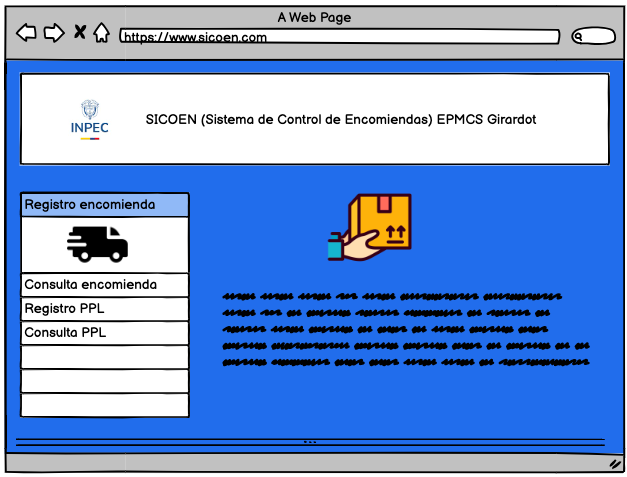 A Web Page
https://www.sicoen.com
INPEC
SICOEN (Sistema de Control de Encomiendas) EPMCS Girardot
Registro encomienda
Consulta encomienda
Registro PPL
Consulta PPL